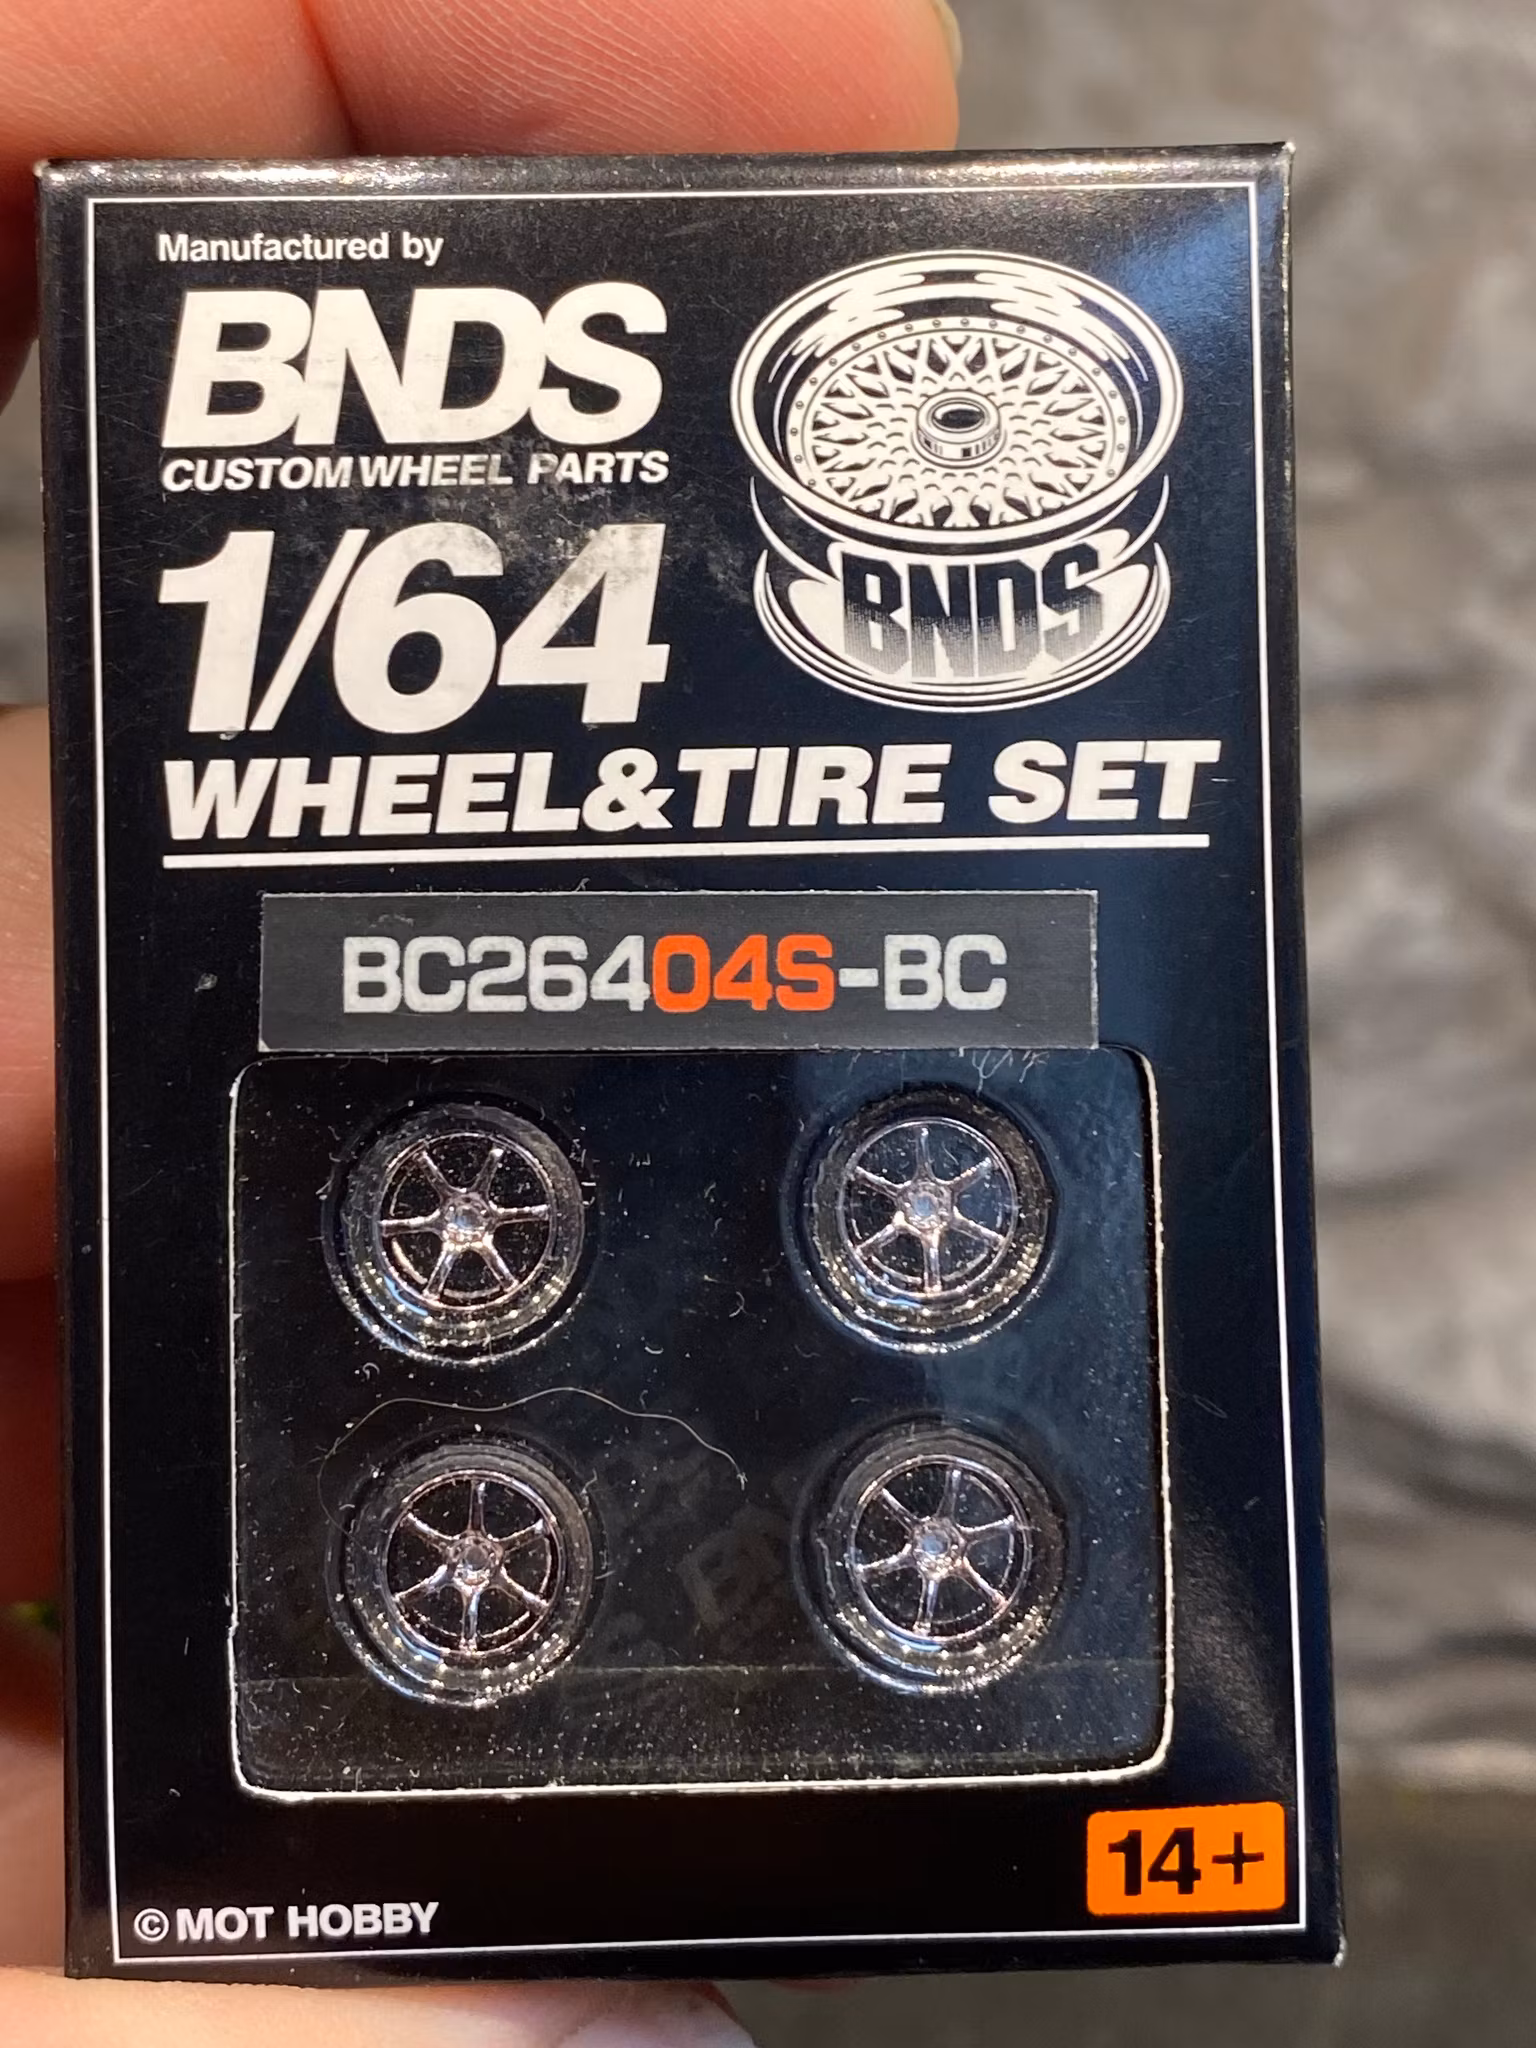 Manufactured by
BNDS
CUSTOM WHEEL PARTS
1/64
BNDS
WHEEL&TIRE SET
BC26404S-BC
14+
©MOT HOBBY